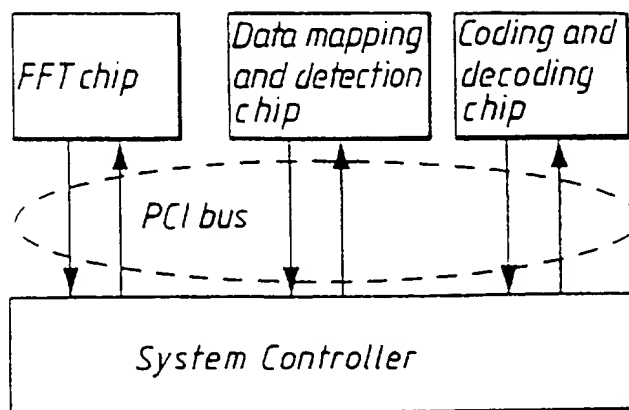 FFT chip
Data mapping
and detection
chip
Coding and
decoding
chip
PCI bus
System Controller